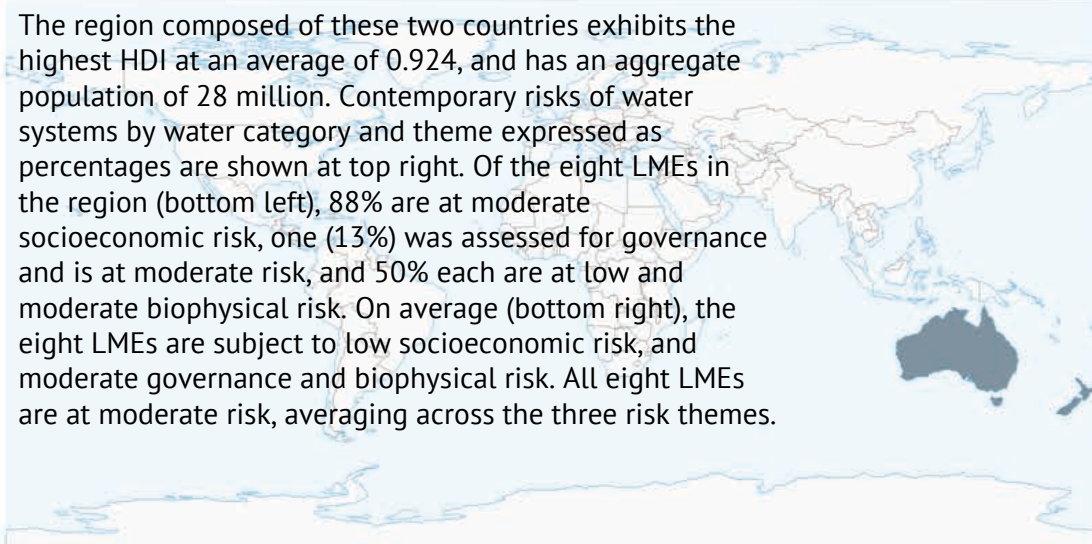 The region composed of these two countries exhibits the
highest HDI at an average of 0.924, and has an aggregate
population of 28 million. Contemporary risks of water
systems by water category and theme expressed as
percentages are shown at top right. Of the eight LMEs in
the region (bottom left), 88% are at moderate
socioeconomic risk, one (13%) was assessed for governance
and is at moderate risk, and 50% each are at low and
moderate biophysical risk. On average (bottom right), the
eight LMEs are subject to low socioeconomic risk, and
moderate governance and biophysical risk. All eight LMEs
are at moderate risk, averaging across the three risk themes.